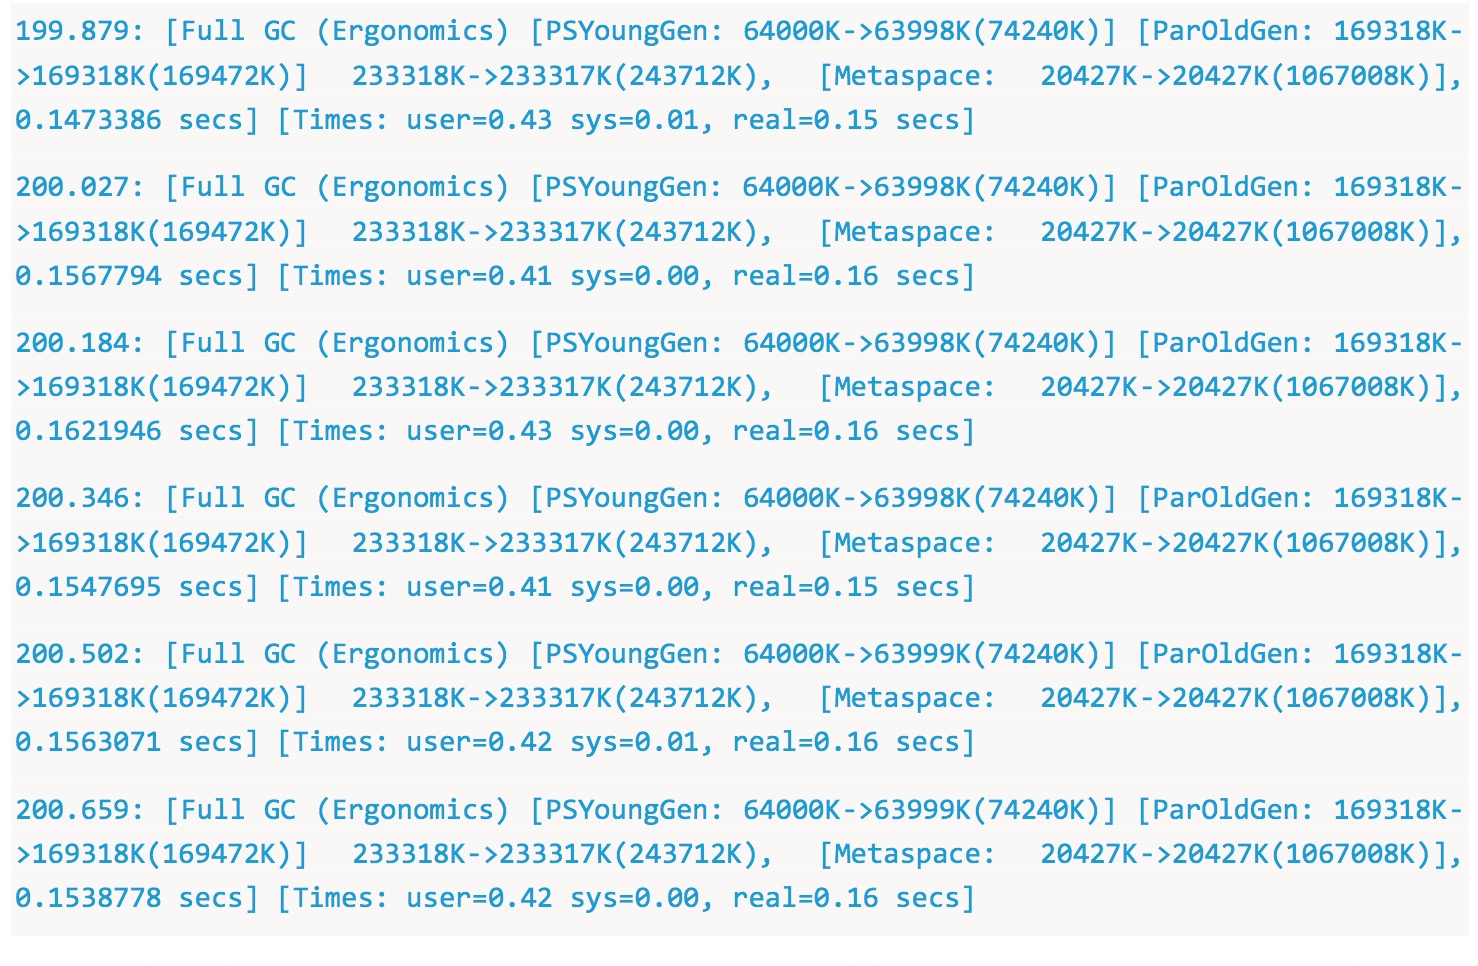 199.879: [Full GC (Ergonomics) [PSYoungGen: 64000K->63998K(74240K)] [ParOldGen: 169318K-
>169318K(169472K)] 233318K->233317K(243712K), [Metaspace: 20427K->20427K(1067008K)],
0.1473386 secs] [Times: user=0.43 sys=0.01, real=0.15 secs]
200.027: [Full GC (Ergonomics) [PSYoungGen: 64000K->63998K(74240K)] [ParOldGen: 169318K-
>169318K(169472K)] 233318K->233317K(243712K), [Metaspace: 20427K->20427K(1067008K)],
0.1567794 secs] [Times: user=0.41 sys=0.00, real=0.16 secs]
200.184: [Full GC (Ergonomics) [PSYoungGen: 64000K->63998K(74240K)] [ParOldGen: 169318K-
>169318K(169472K)] 233318K->233317K(243712K), [Metaspace: 20427K->20427K(1067008K)],
0.1621946 secs] [Times: user=0.43 sys=0.00, real=0.16 secs]
200.346: [Full GC (Ergonomics) [PSYoungGen: 64000K->63998K(74240K)] [ParOldGen: 169318K-
>169318K(169472K)] 233318K->233317K(243712K), [Metaspace: 20427K->20427K(1067008K)],
0.1547695 secs] [Times: user=0.41 sys=0.00, real=0.15 secs]
200.502: [Full GC (Ergonomics) [PSYoungGen: 64000K->63999K(74240K)] [ParOldGen: 169318K-
>169318K(169472K)] 233318K->233317K(243712K), [Metaspace: 20427K->20427K(1067008K)],
0.1563071 secs] [Times: user=0.42 sys=0.01, real=0.16 secs]
200.659: [Full GC (Ergonomics) [PSYoungGen: 64000K->63999K(74240K)] [ParOldGen: 169318K-
>169318K(169472K)] 233318K->233317K(243712K), [Metaspace: 20427K->20427K(1067008K)],
0.1538778 secs] [Times: user=0.42 sys=0.00, real=0.16 secs]